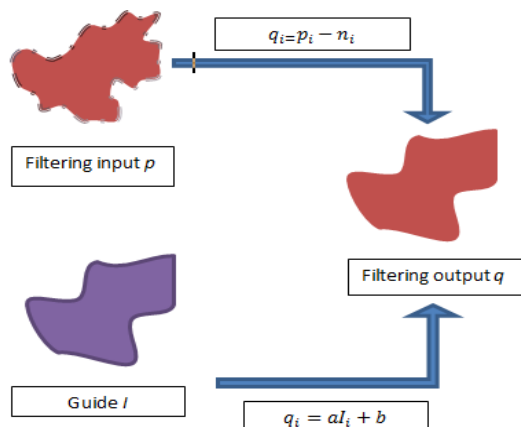 q_i=p_i − n_i
Filtering input p
Filtering output q
Guide I
q_i = aI_i + b